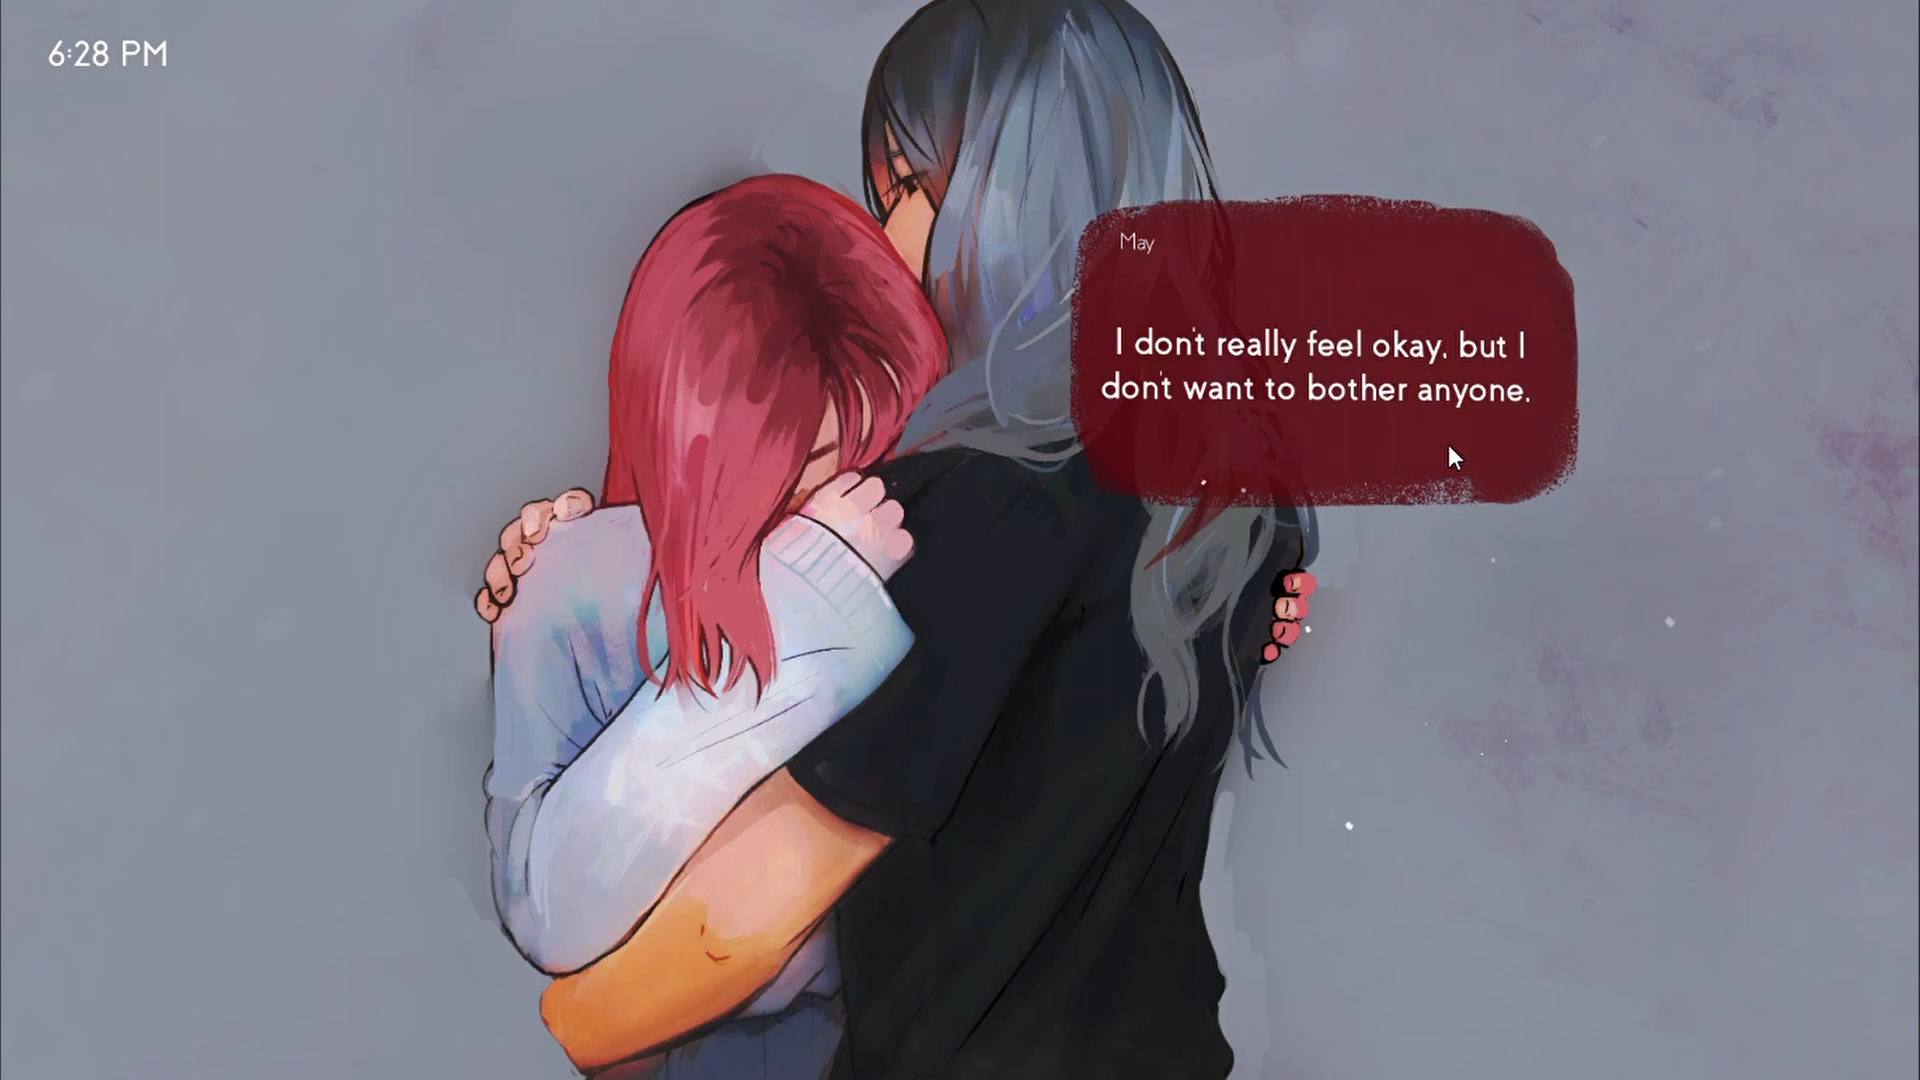 6:28 PM
May
I don't really feel okay, but I
don't want to bother anyone.